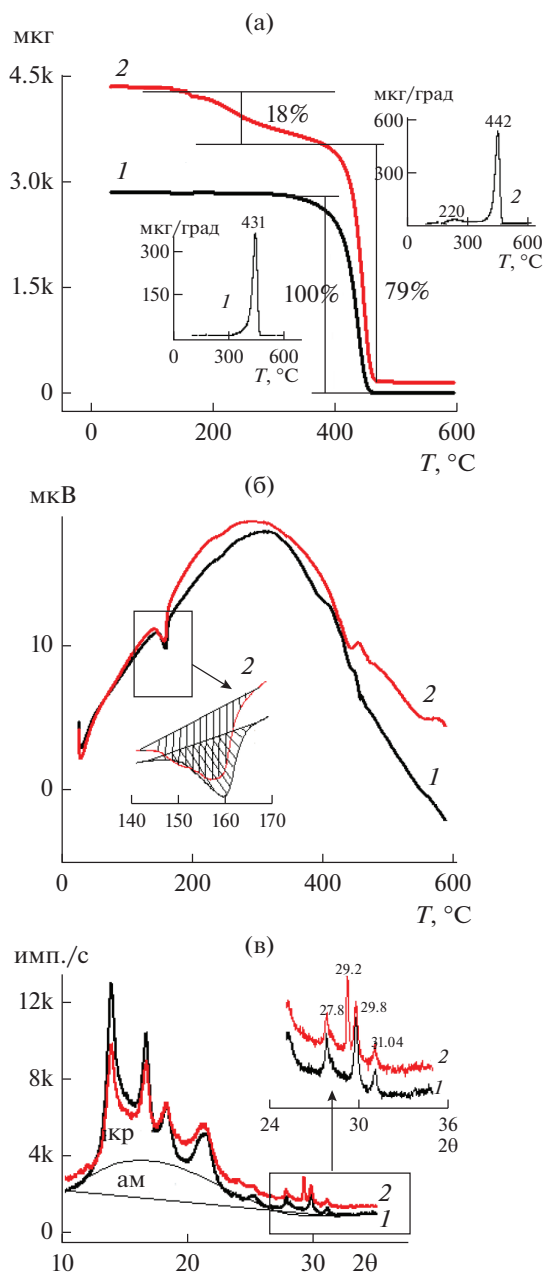 (а)
мкг
4.5k
2
18%
мкг/град
600
442
300
2
220
0
300
600
T, °C
3.0k
1
мкг/град
431
300
150
1
0
300
600
T, °C
100%
79%
1.5k
0
0
200
400
600
T, °C
(б)
мкВ
10
2
2
1
0
140
150
160
170
0
200
400
600
T, °C
(в)
имп./с
12k
29.2
27.8
29.8
31.04
2
1
24
30
36
2θ
8k
кр
4k
ам
2
1
0
10
20
30
2θ